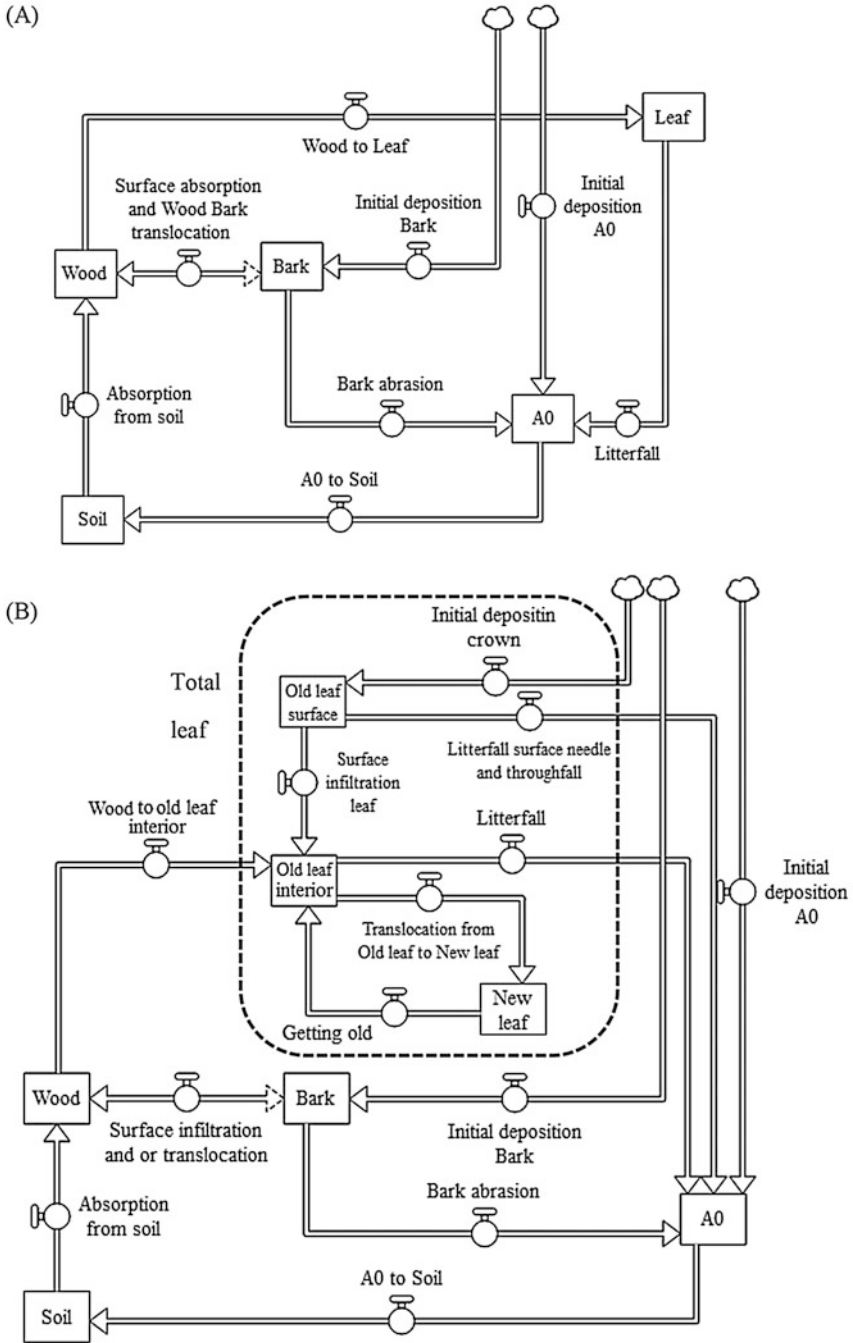 (A)
Leaf
Wood to Leaf
Surface absorption
and Wood Bark
translocation
Initial deposition
Bark
Initial
deposition
A0
Wood
Bark
Absorption
from soil
Bark abrasion
A0
Litterfall
A0 to Soil
Soil
(B)
Total
leaf
Initial depositin
crown
Old leaf
surface
Litterfall surface needle
and throughfall
Surface
infiltration
leaf
Wood to old leaf
interior
Litterfall
Old leaf
interior
Initial
deposition
A0
Translocation from
Old leaf to New leaf
New
leaf
Getting old
Wood
Bark
Surface infiltration
and or translocation
Initial deposition
Bark
Absorption
from soil
Bark abrasion
A0
A0 to Soil
Soil